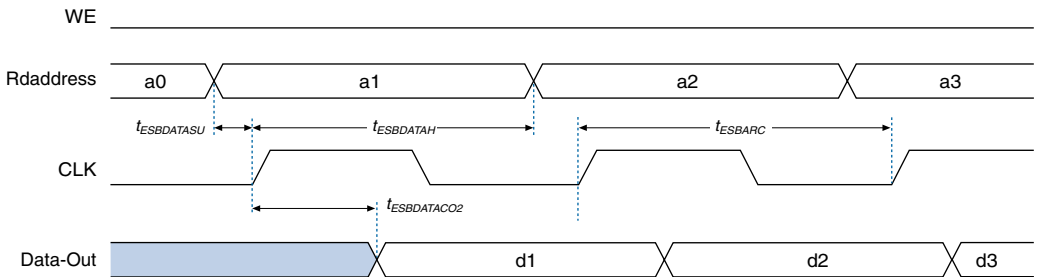 WE
Rdaddress a0 a1 a2 a3
tESBDATASU tESBDATAH tESBARC
CLK
tESBDATACO2
Data-Out d1 d2 d3